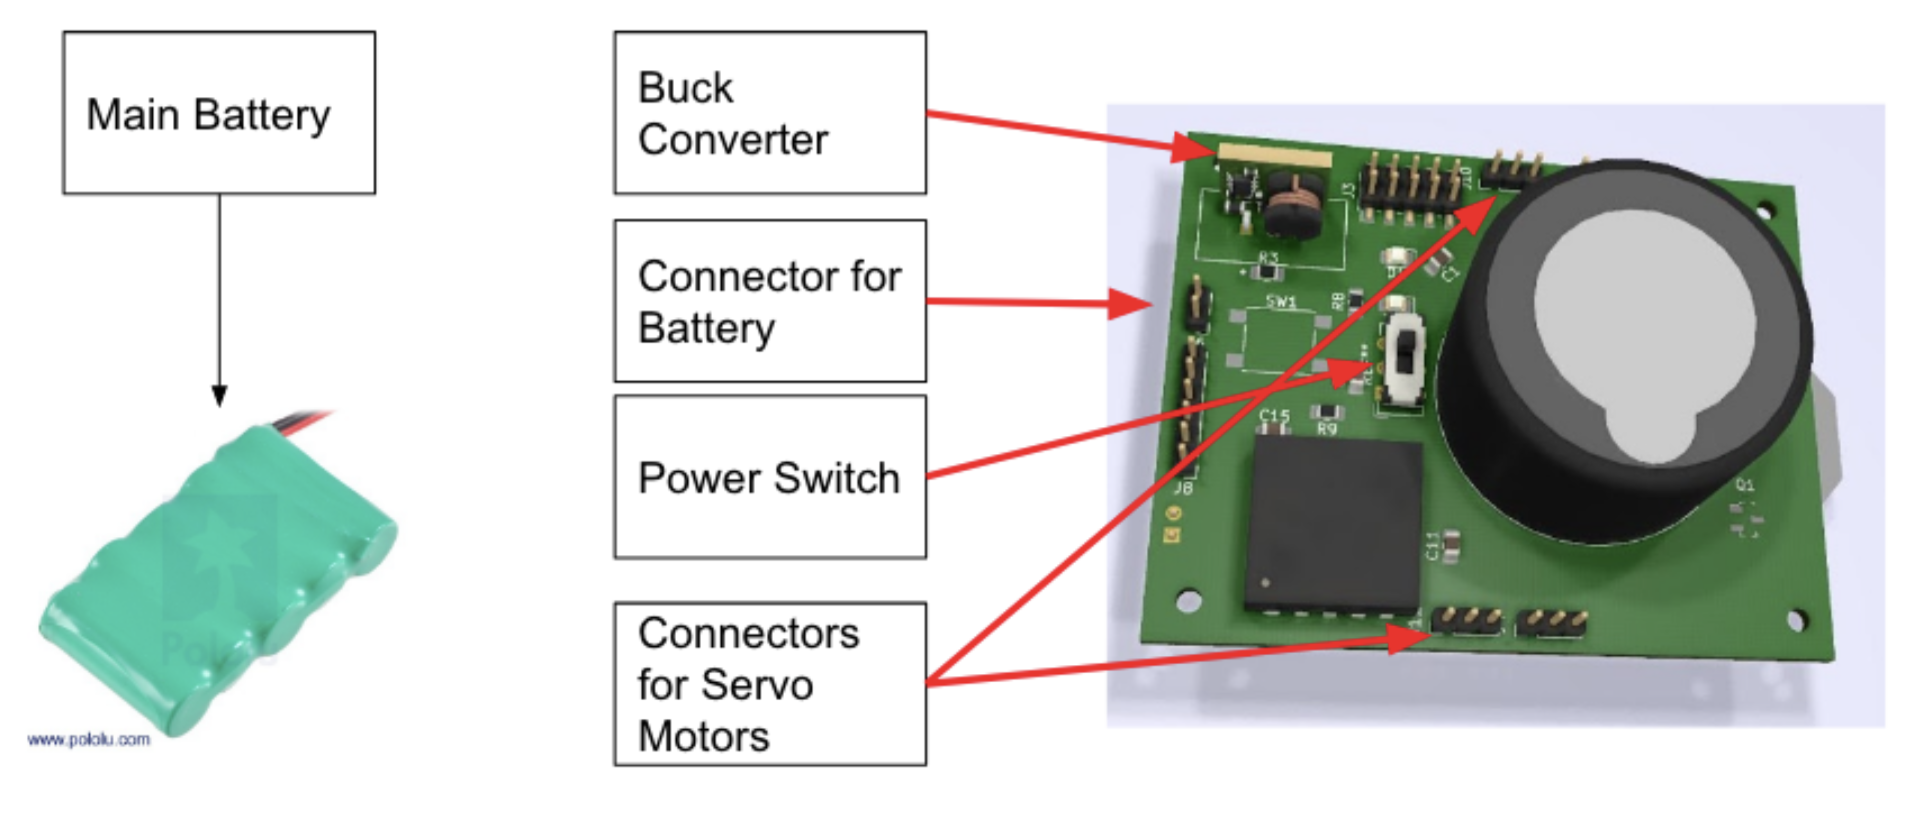 Main Battery
Buck
Converter
Connector for
Battery
Power Switch
Connectors
for Servo
Motors
www.pololu.com
J3
J10
R3
C1
SW1
R8
C15
R9
J8
C11
Q1